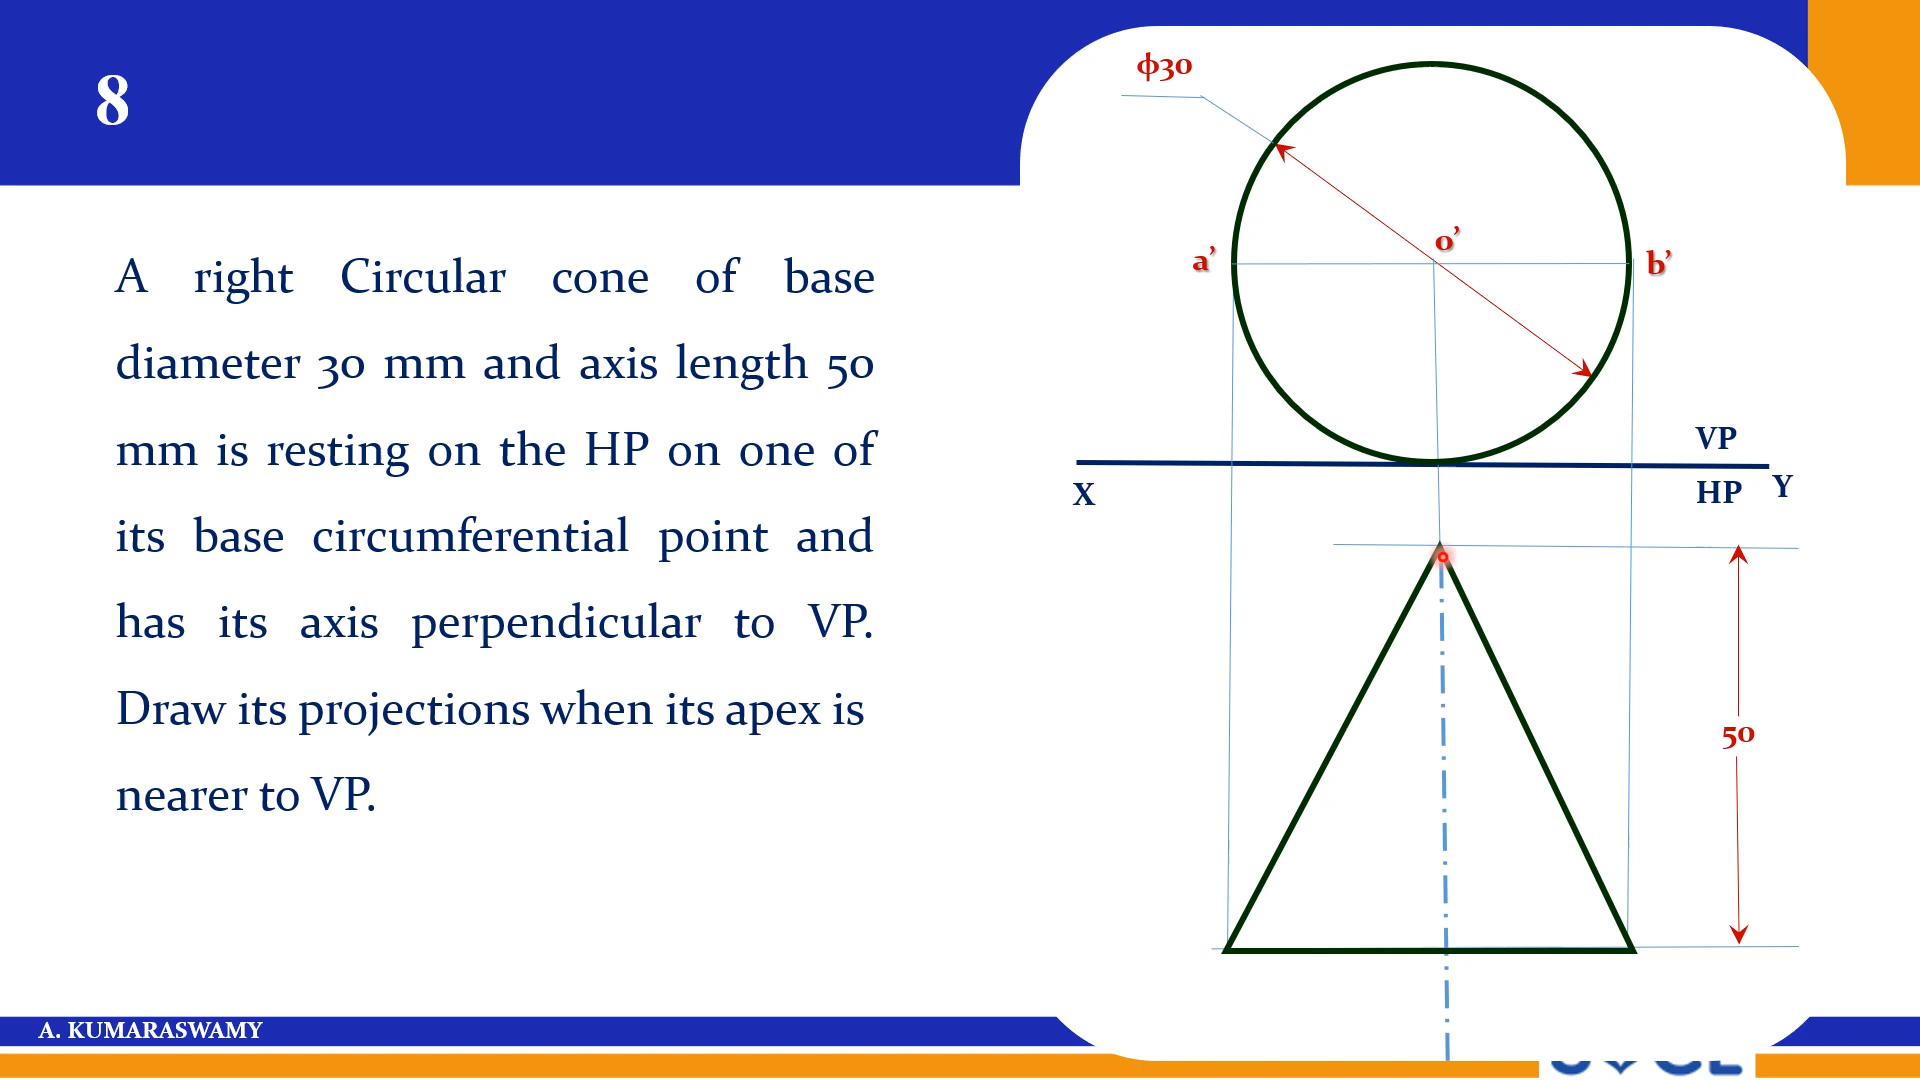 8
A right Circular cone of base
diameter 30 mm and axis length 50
mm is resting on the HP on one of
its base circumferential point and
has its axis perpendicular to VP.
Draw its projections when its apex is
nearer to VP.
ϕ30
o’
a’
b’
VP
X
HP
Y
50
A. KUMARASWAMY